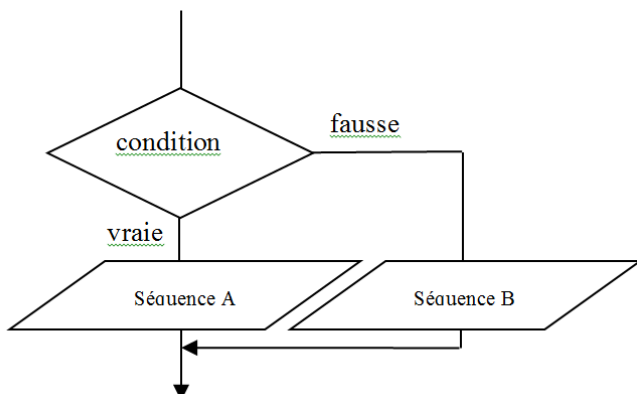 condition
fausse
vraie
Séquence A
Séquence B